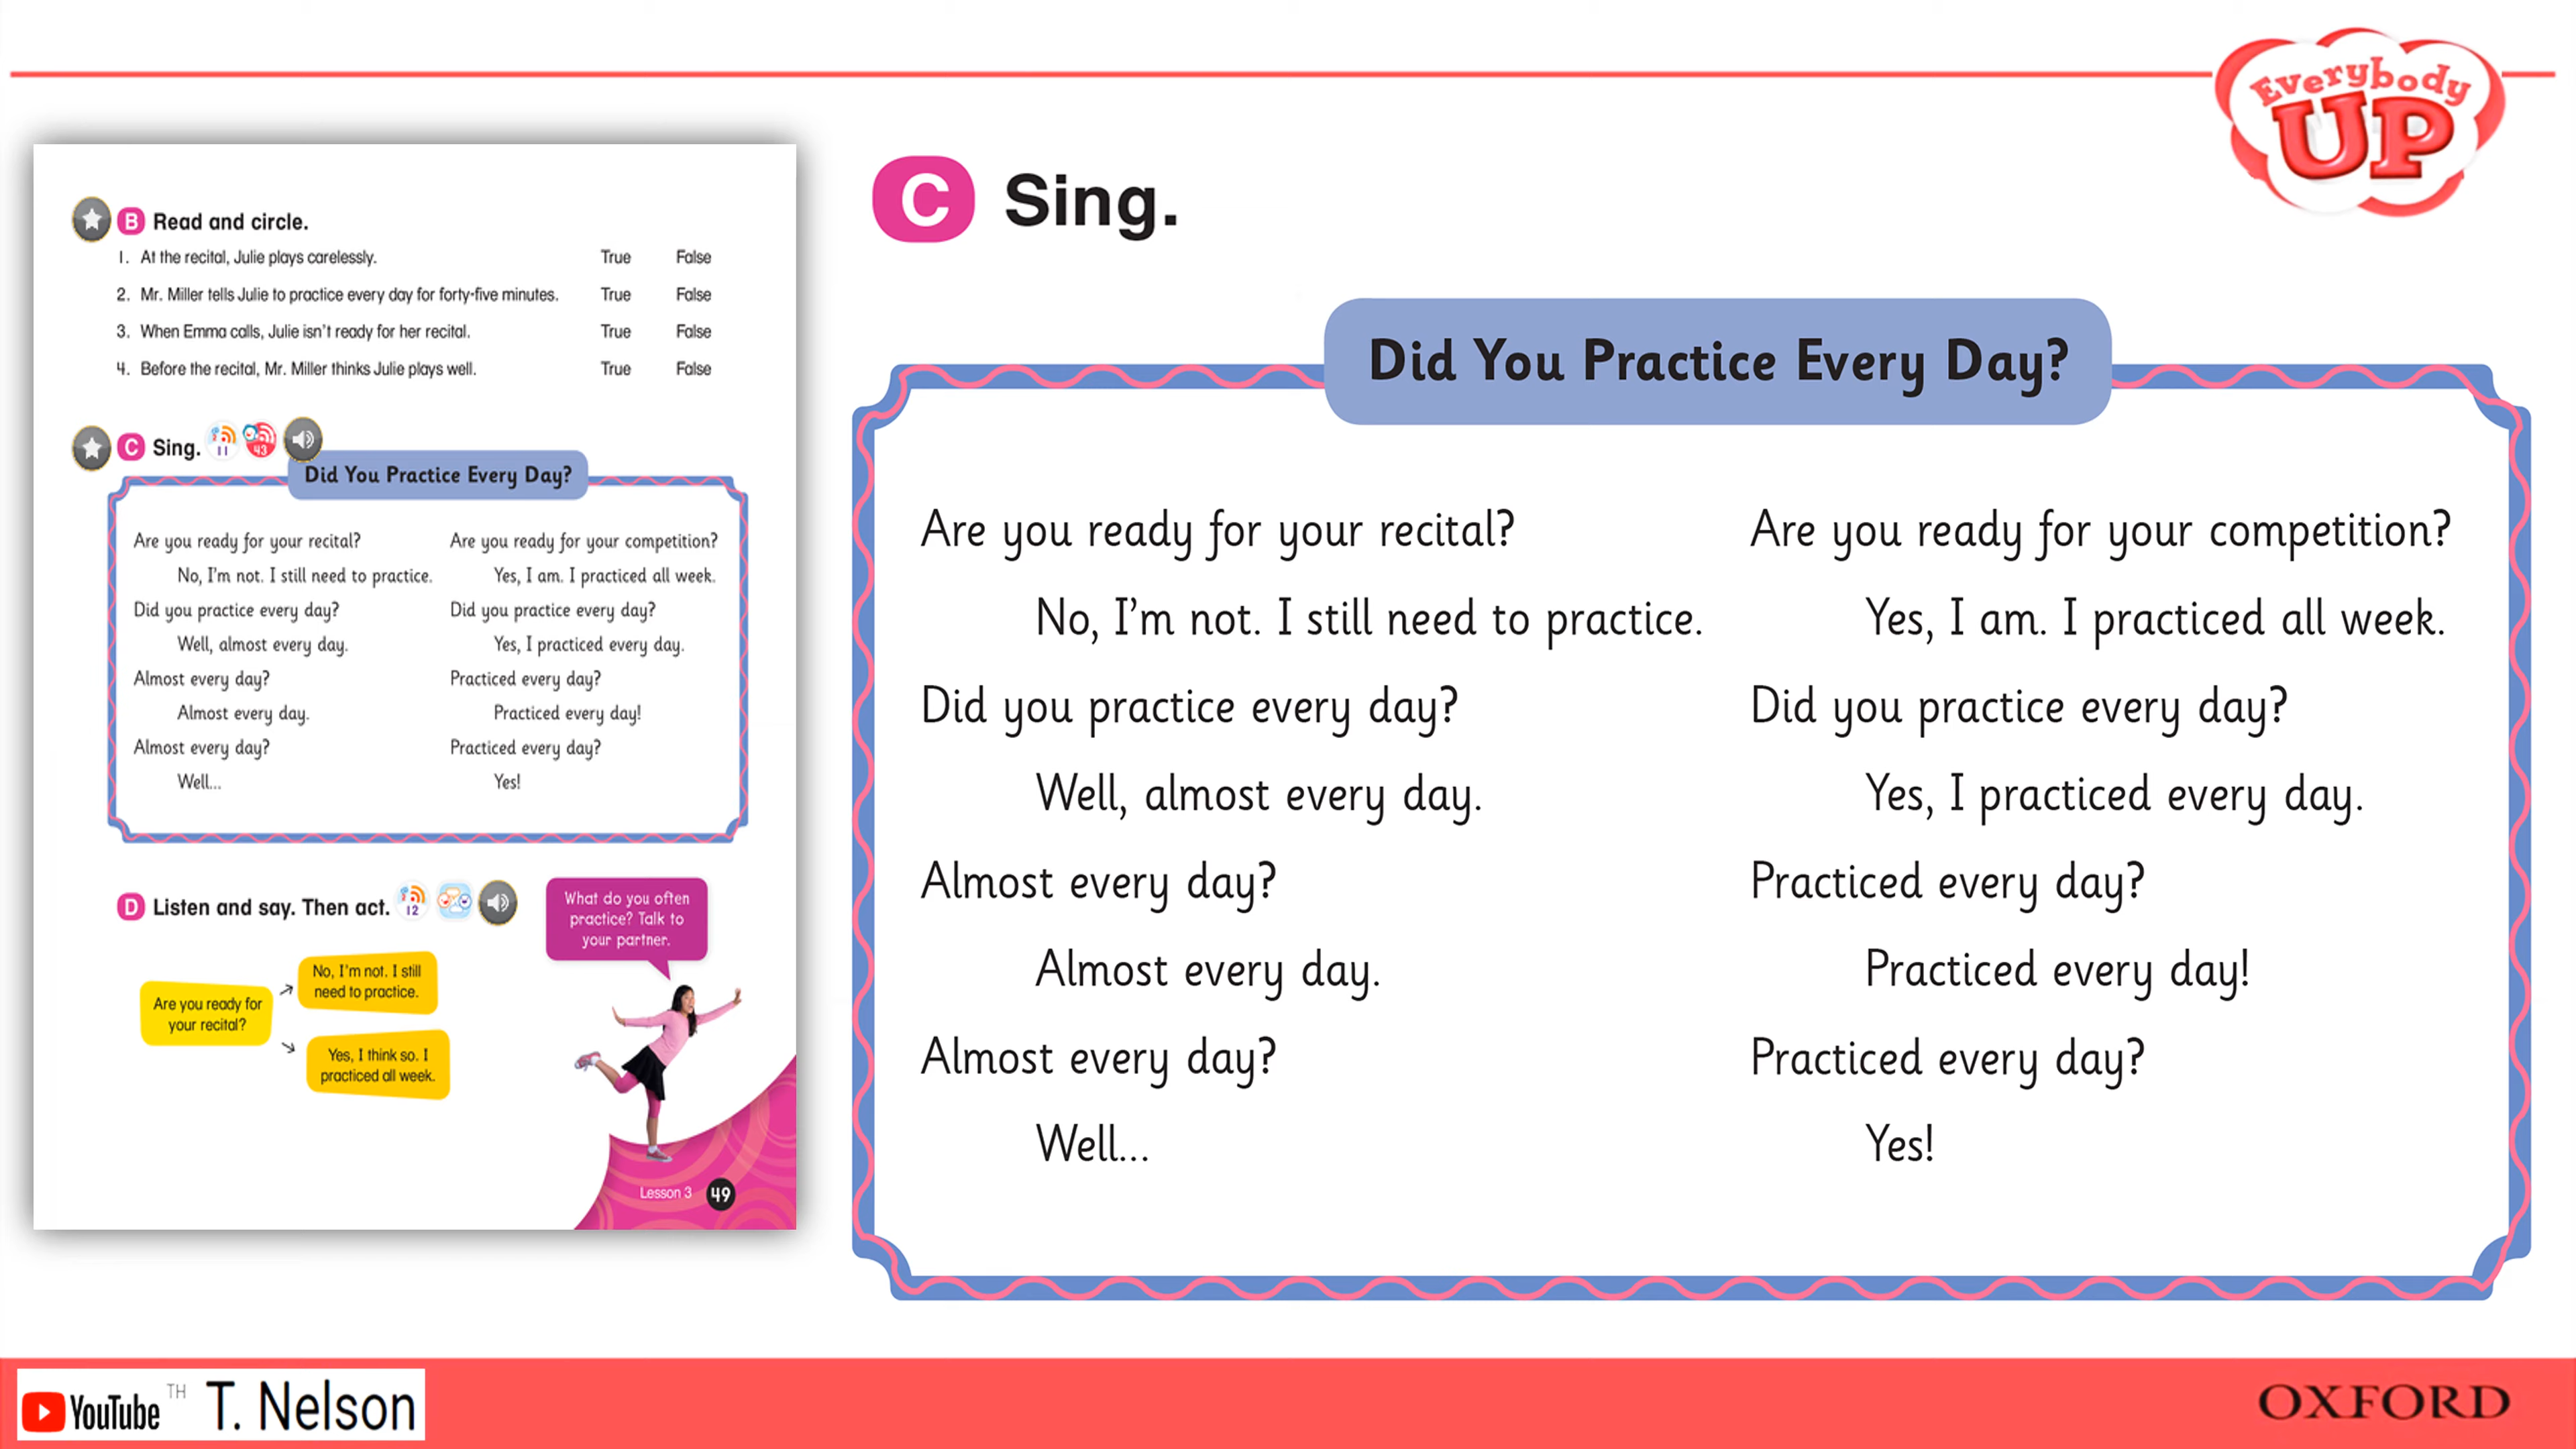 Everybody
UP
B Read and circle.
1. At the recital, Julie plays carelessly. True False
2. Mr. Miller tells Julie to practice every day for forty-five minutes. True False
3. When Emma calls, Julie isn't ready for her recital. True False
4. Before the recital, Mr. Miller thinks Julie plays well. True False
C Sing. 11 43
Did You Practice Every Day?
Are you ready for your recital?
No, I'm not. I still need to practice.
Did you practice every day?
Well, almost every day.
Almost every day?
Almost every day.
Almost every day?
Well...
Are you ready for your competition?
Yes, I am. I practiced all week.
Did you practice every day?
Yes, I practiced every day.
Practiced every day?
Practiced every day!
Practiced every day?
Yes!
D Listen and say. Then act. 12
What do you often
practice? Talk to
your partner.
Are you ready for
your recital?
No, I'm not. I still
need to practice.
Yes, I think so. I
practiced all week.
Lesson 3 49
C Sing.
Did You Practice Every Day?
Are you ready for your recital?
No, I'm not. I still need to practice.
Did you practice every day?
Well, almost every day.
Almost every day?
Almost every day.
Almost every day?
Well...
Are you ready for your competition?
Yes, I am. I practiced all week.
Did you practice every day?
Yes, I practiced every day.
Practiced every day?
Practiced every day!
Practiced every day?
Yes!
YouTube TH T. Nelson
OXFORD